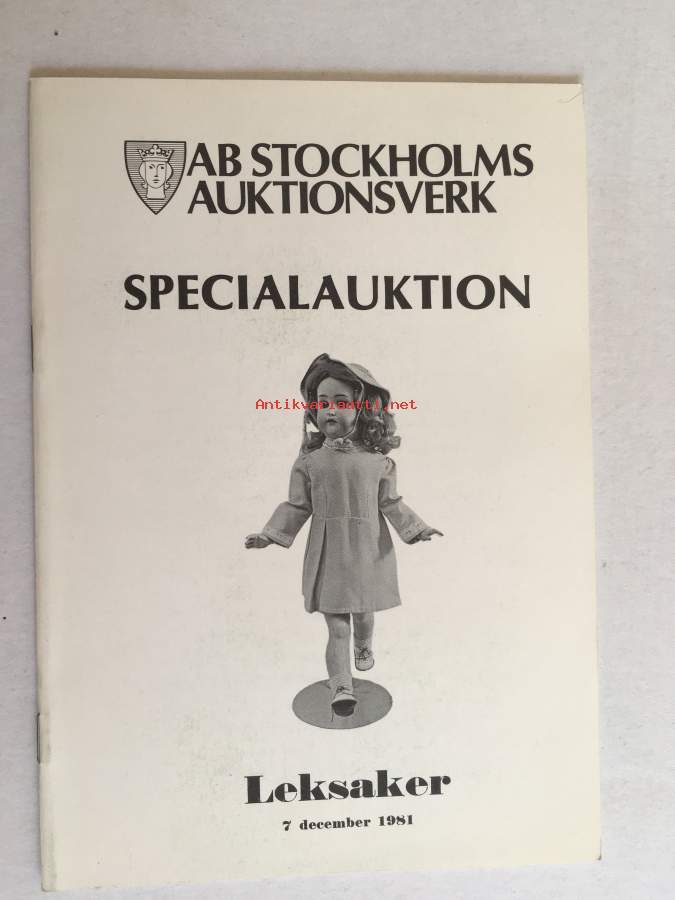 AB STOCKHOLMS
AUKTIONSVERK
SPECIALAUKTION
Antikvariaatti.net
Leksaker
7 december 1981